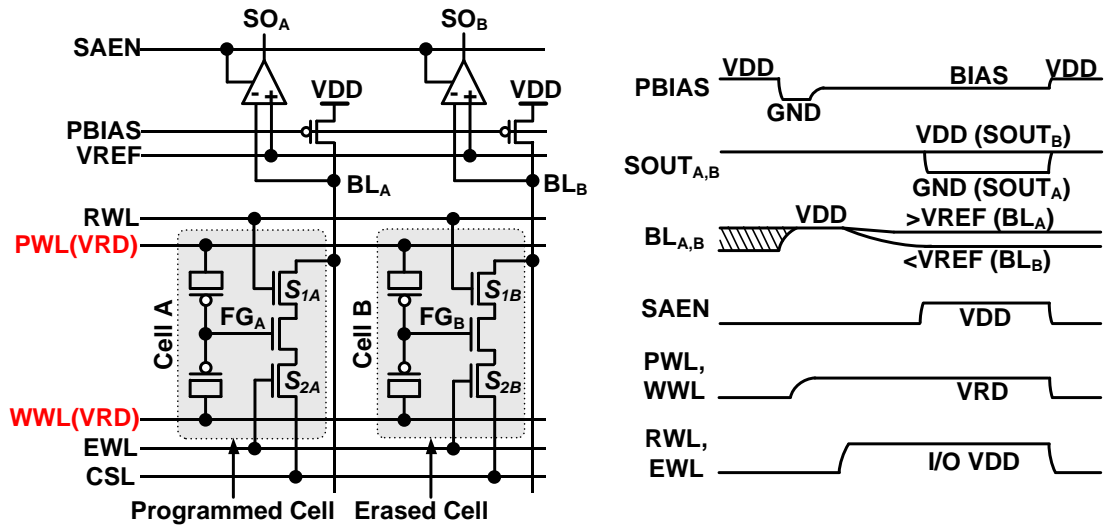 SO_A SO_B
SAEN
- + - +
VDD VDD
PBIAS
VREF
BL_A BL_B
RWL
PWL(VRD)
Cell A
FG_A
S_1A
S_2A
Cell B
FG_B
S_1B
S_2B
WWL(VRD)
EWL
CSL
Programmed Cell Erased Cell
PBIAS
VDD
GND
BIAS
VDD
SOUT_A,B
VDD (SOUT_B)
GND (SOUT_A)
BL_A,B
VDD
>VREF (BL_A)
<VREF (BL_B)
SAEN
VDD
PWL,
WWL
VRD
RWL,
EWL
I/O VDD